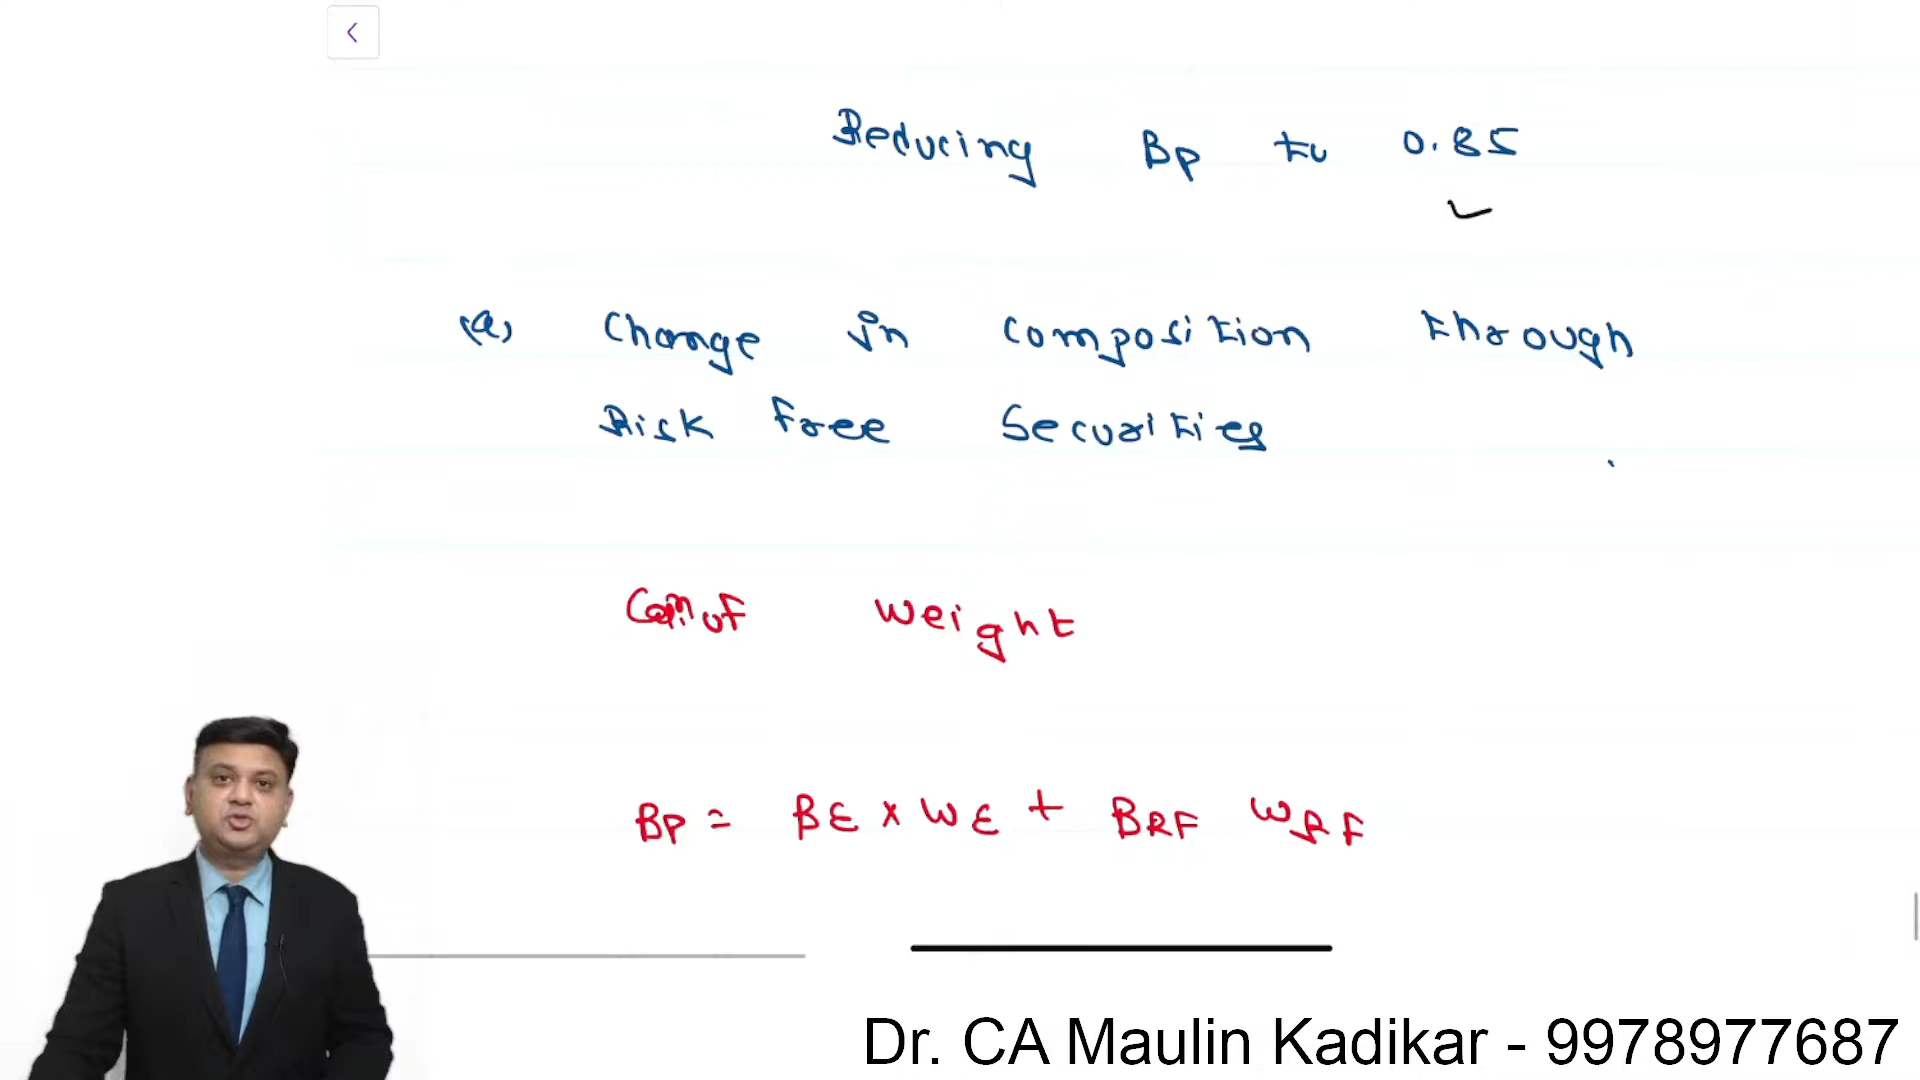 Reducing Bp to 0.85
(a) Change in composition through
Risk free Securities
of weight
Bp = BE x WE + BRF WRF
Dr. CA Maulin Kadikar - 9978977687